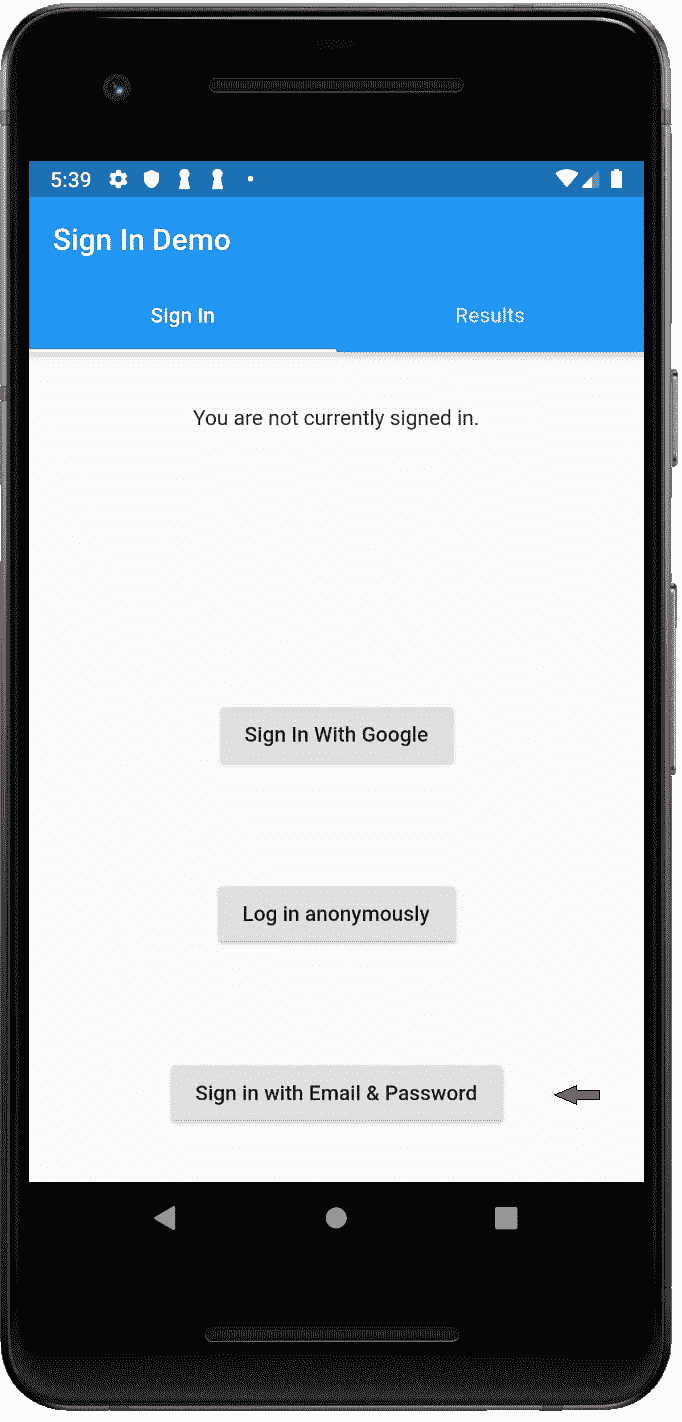 5:39
Sign In Demo
Sign In
Results
You are not currently signed in.
Sign In With Google
Log in anonymously
Sign in with Email & Password